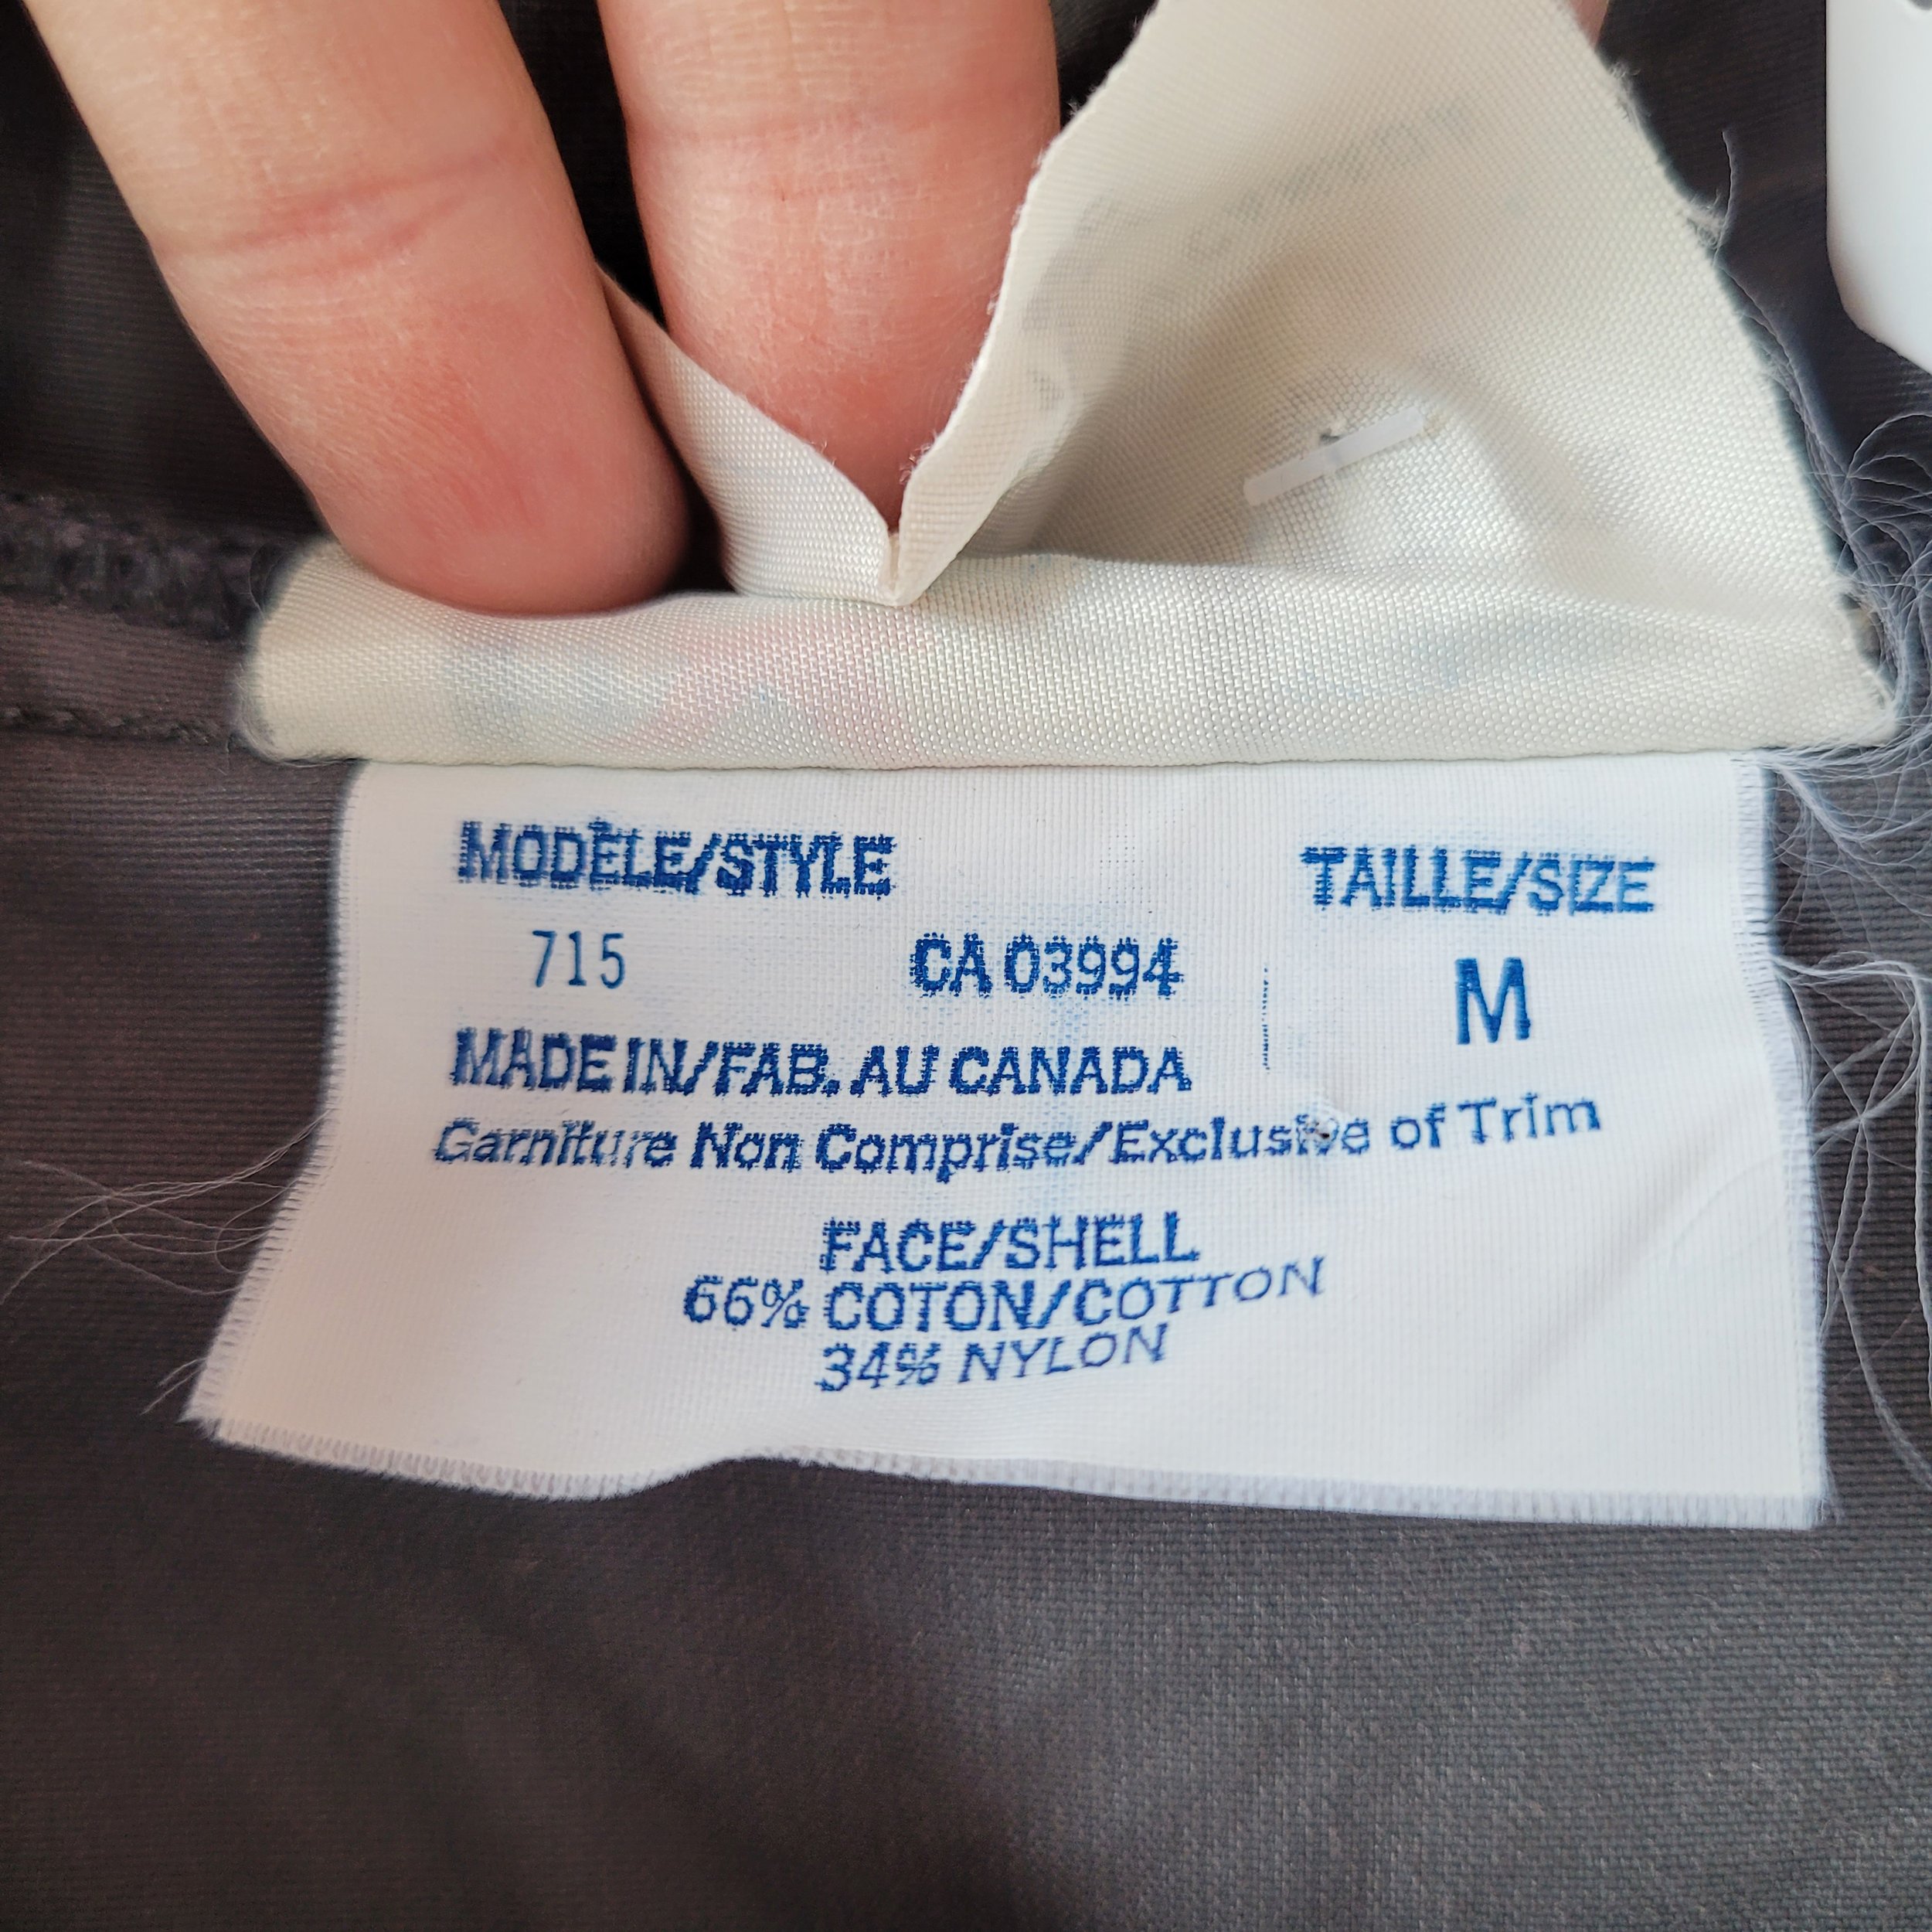 MODÈLE/STYLE TAILLE/SIZE
715 CA 03994 M
MADE IN/FAB. AU CANADA
Garniture Non Comprise/Exclusive of Trim
FACE/SHELL
66% COTON/COTTON
34% NYLON